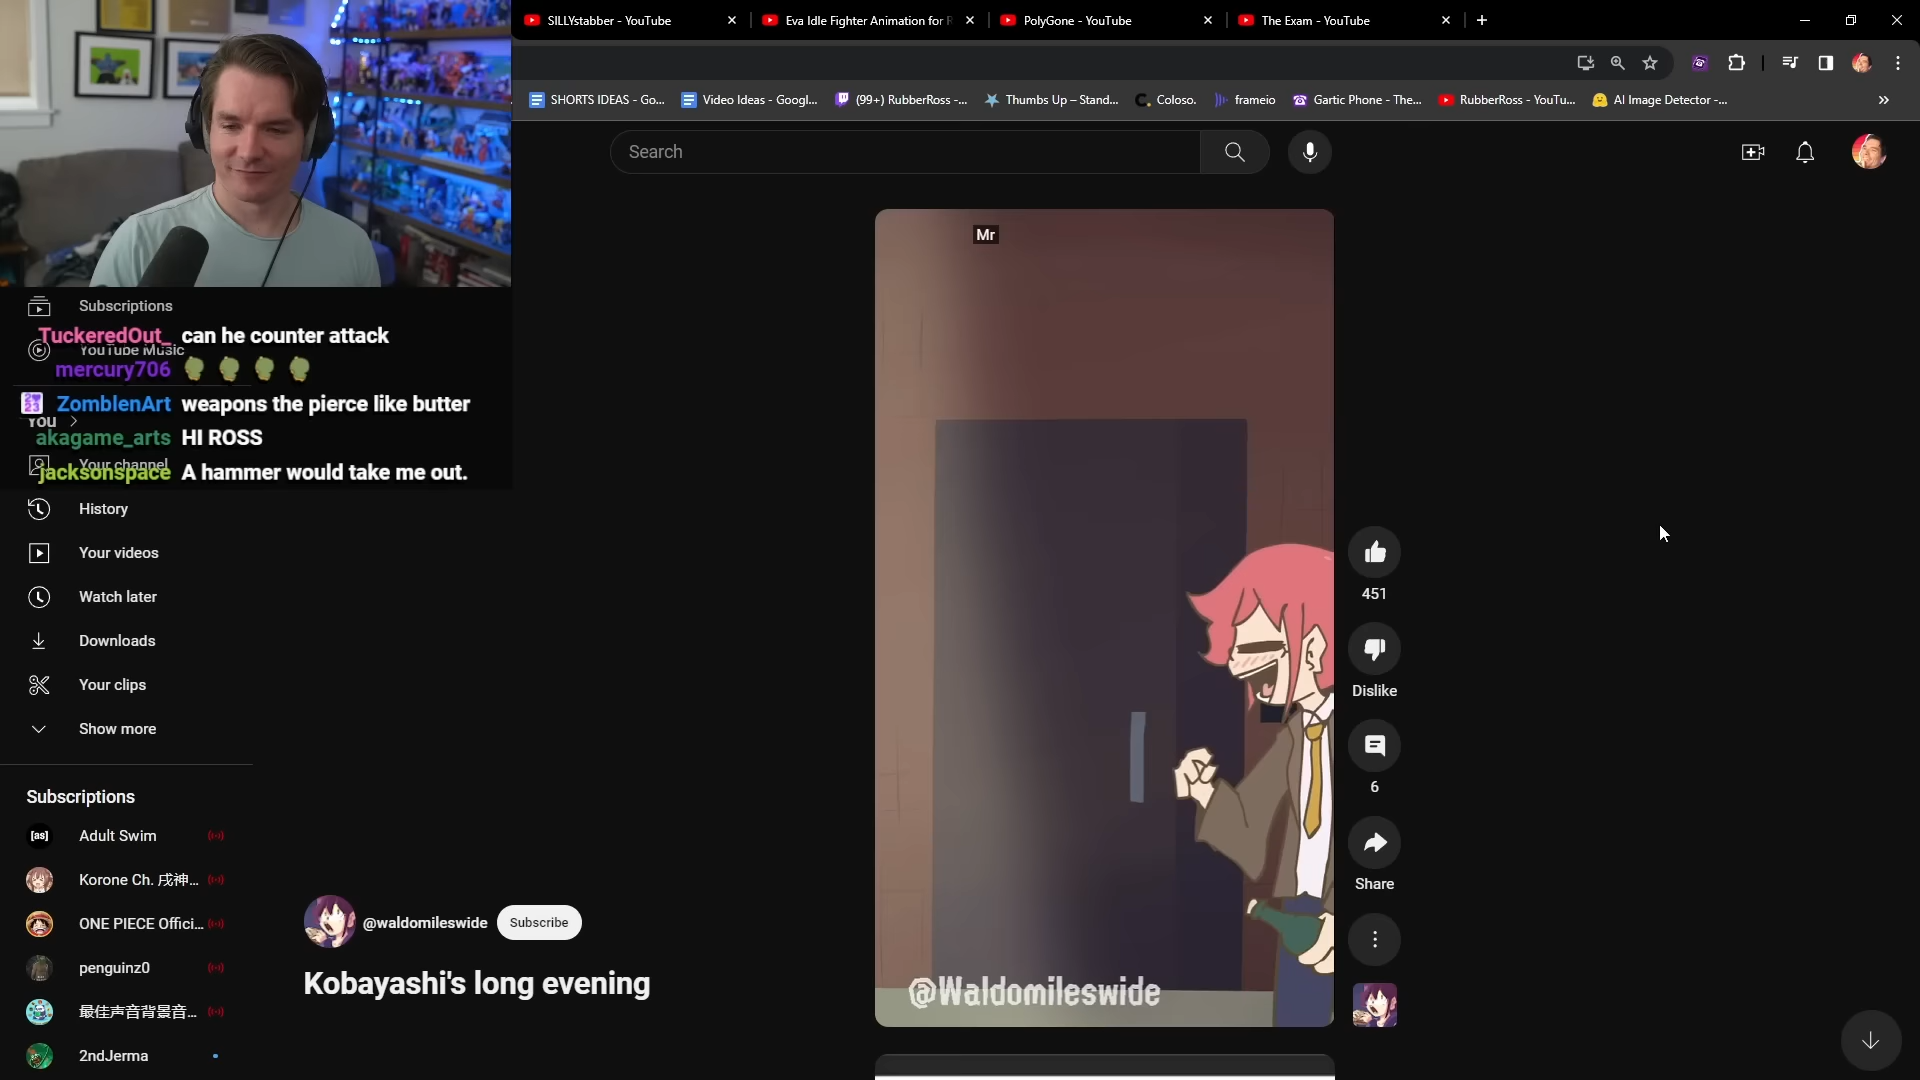 SILLYstabber - YouTube
Eva Idle Fighter Animation for
PolyGone - YouTube
The Exam - YouTube
SHORTS IDEAS - Go...
Video Ideas - Googl...
(99+) RubberRoss -...
Thumbs Up – Stand...
Coloso.
frameio
Gartic Phone - The...
RubberRoss - YouTu...
AI Image Detector -...
Search
Subscriptions
TuckeredOut_ can he counter attack
YouTube Music
mercury706
ZomblenArt weapons the pierce like butter
You
akagame_arts HI ROSS
Your channel
jacksonspace A hammer would take me out.
History
Your videos
Watch later
Downloads
Your clips
Show more
Subscriptions
[as] Adult Swim
Korone Ch. 戌神...
ONE PIECE Offici...
penguinz0
最佳声音背景音...
2ndJerma
Mr
@Waldomileswide
@waldomileswide
Subscribe
Kobayashi's long evening
451
Dislike
6
Share